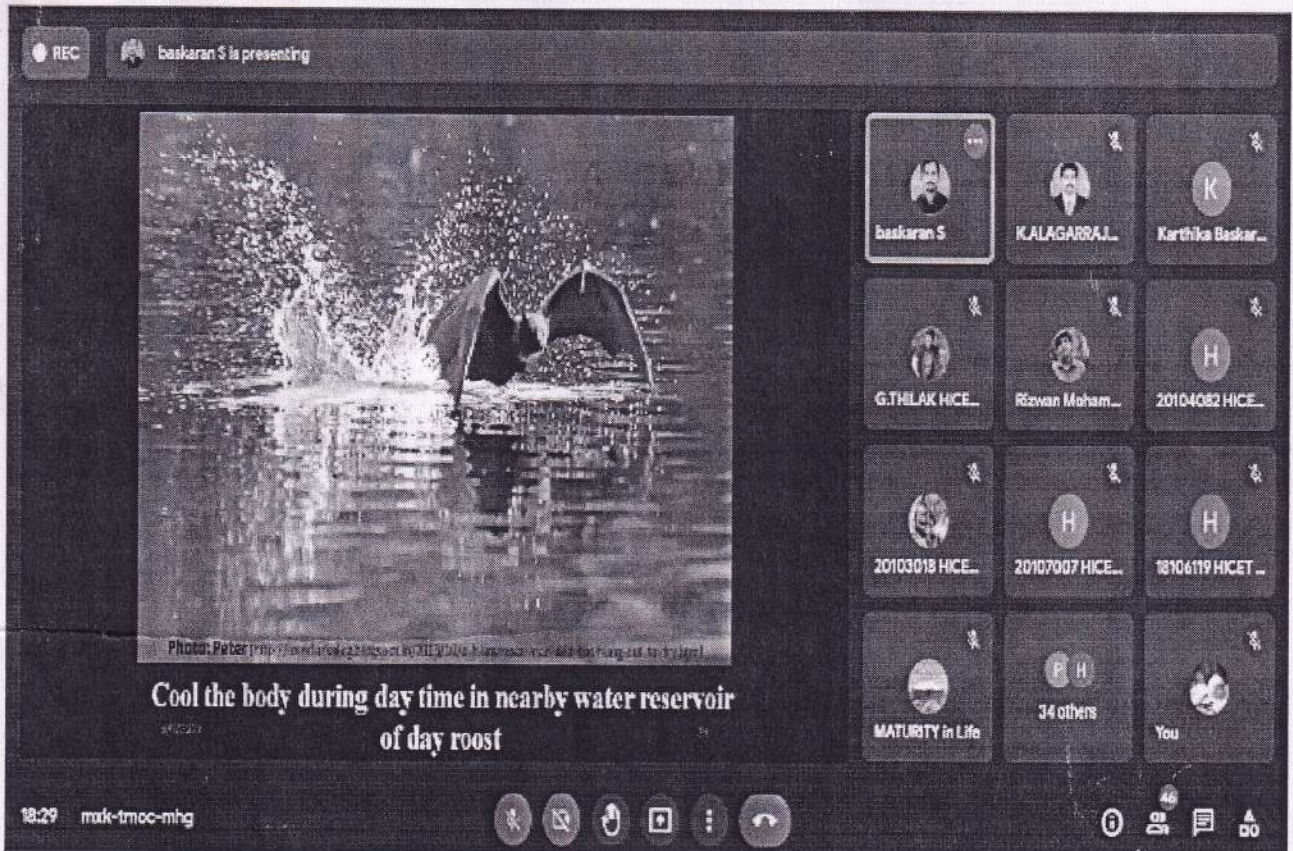 REC
baskaran S is presenting
baskaran S
K.ALAGARRAJ...
Karthika Baskar...
G.THILAK HICE...
Rizwan Moham...
20104082 HICE...
20103018 HICE...
20107007 HICE...
18106119 HICET ...
MATURITY in Life
34 others
You
K
H
H
H
P H
Photo: Peter
Cool the body during day time in nearby water reservoir
of day roost
18:29 mxk-tmoc-mhg
46